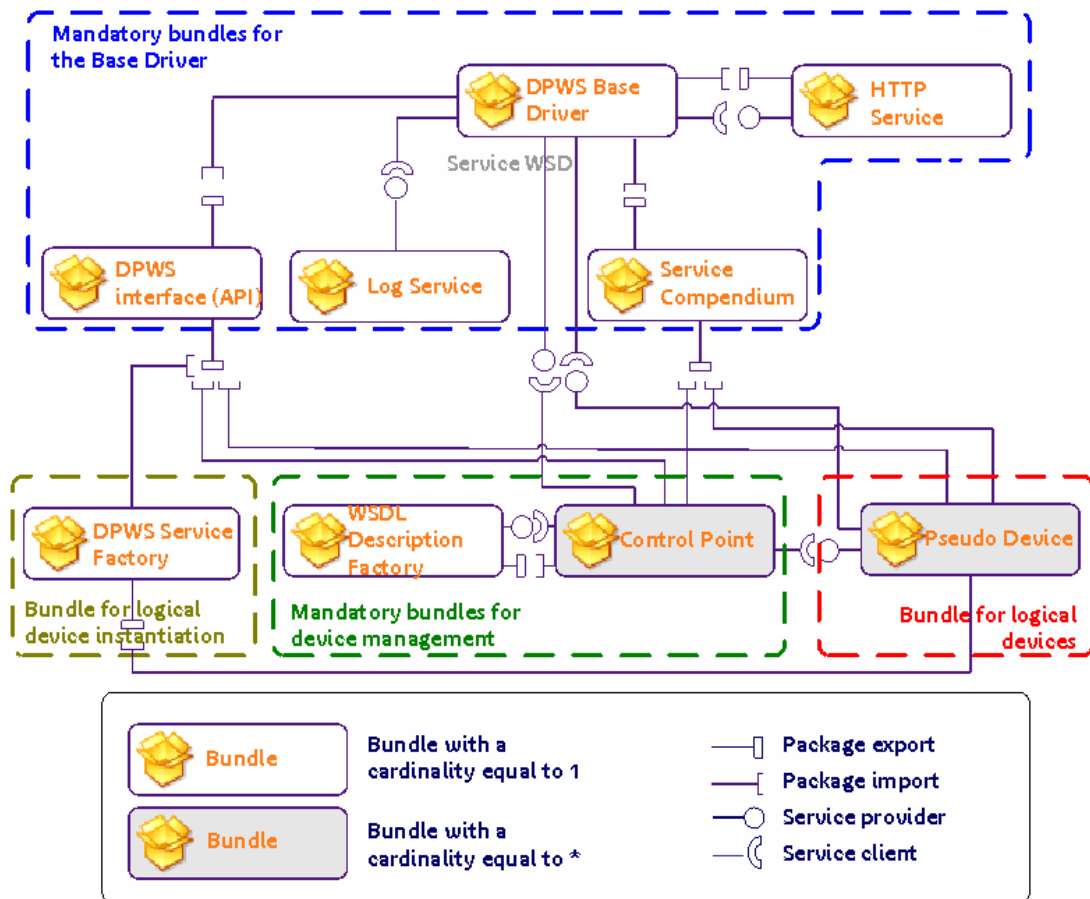 Mandatory bundles for
the Base Driver
DPWS Base
Driver
HTTP
Service
Service WSD
DPWS
interface (API)
Log Service
Service
Compendium
DPWS Service
Factory
WSDL
Description
Factory
Control Point
Pseudo Device
Bundle for logical
device instantiation
Mandatory bundles for
device management
Bundle for logical
devices
Bundle
Bundle with a
cardinality equal to 1
Bundle
Bundle with a
cardinality equal to *
Package export
Package import
Service provider
Service client